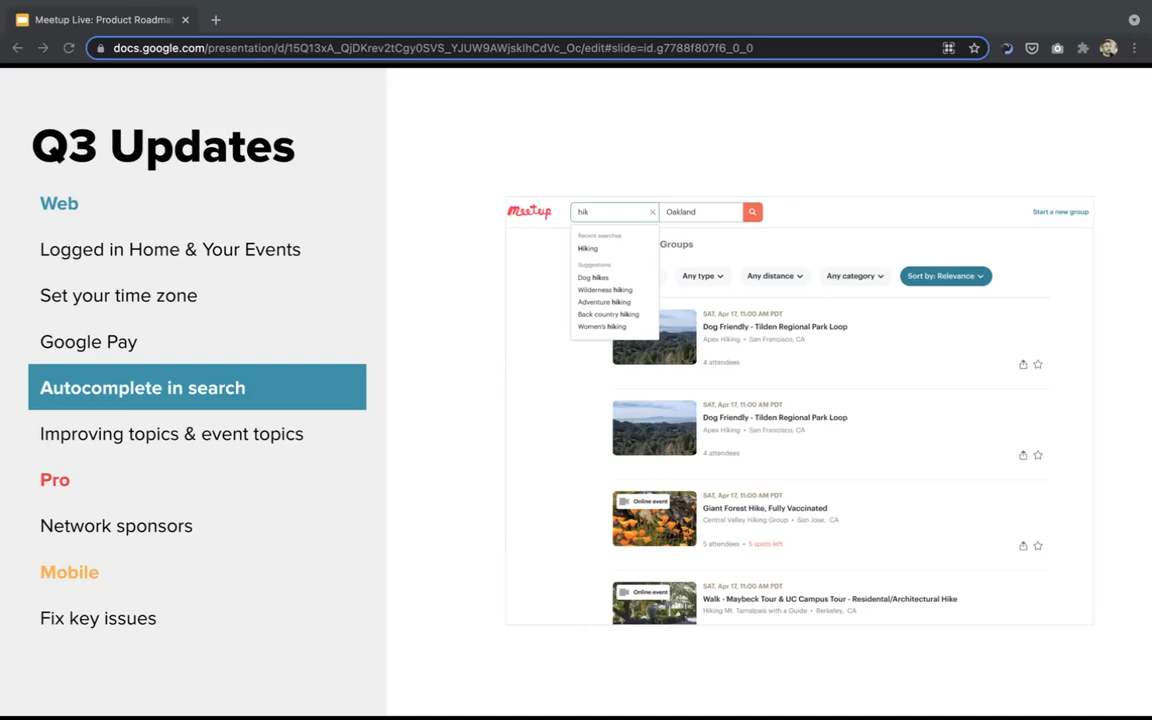 Meetup Live: Product Roadma
docs.google.com/presentation/d/15Q13xA_QjDKrev2tCgy0SVS_YJUW9AWjsklhCdVc_Oc/edit#slide=id.g7788f807f6_0_0
Q3 Updates
Web
Logged in Home & Your Events
Set your time zone
Google Pay
Autocomplete in search
Improving topics & event topics
Pro
Network sponsors
Mobile
Fix key issues
Meetup
hik
Oakland
Start a new group
Recent searches
Hiking
Suggestions
Dog hikes
Wilderness hiking
Adventure hiking
Back country hiking
Women's hiking
Groups
Any type
Any distance
Any category
Sort by: Relevance
SAT, Apr 17, 11:00 AM PDT
Dog Friendly - Tilden Regional Park Loop
Apex Hiking • San Francisco, CA
4 attendees
SAT, Apr 17, 11:00 AM PDT
Dog Friendly - Tilden Regional Park Loop
Apex Hiking • San Francisco, CA
4 attendees
Online event
SAT, Apr 17, 11:00 AM PDT
Giant Forest Hike, Fully Vaccinated
Central Valley Hiking Group • San Jose, CA
5 attendees • 5 spots left
Online event
SAT, Apr 17, 11:00 AM PDT
Walk - Maybeck Tour & UC Campus Tour - Residential/Architectural Hike
Hiking Mt. Tamalpais with a Guide • Berkeley, CA